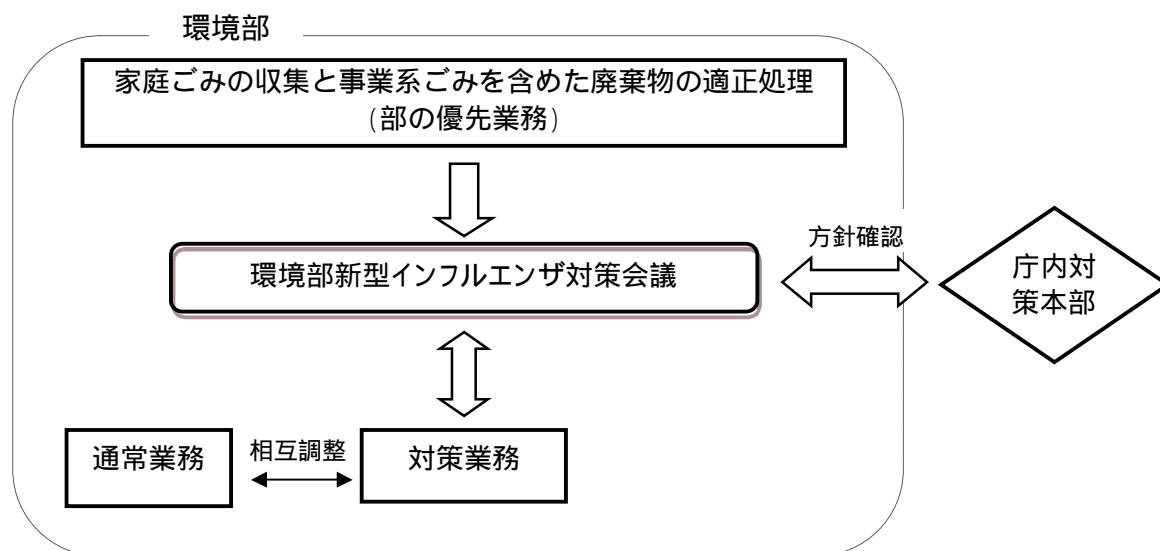 環境部
家庭ごみの収集と事業系ごみを含めた廃棄物の適正処理
(部の優先業務)
方針確認
環境部新型インフルエンザ対策会議
庁内対
策本部
通常業務
相互調整
対策業務